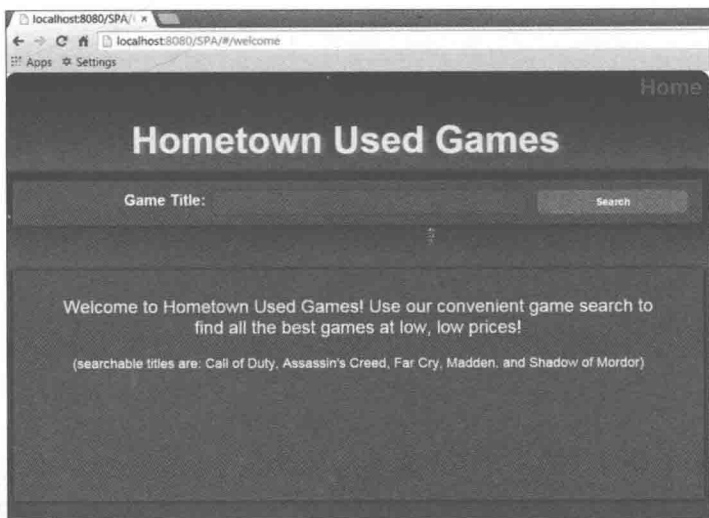 localhost:8080/SPA/
localhost:8080/SPA/#/welcome
Apps Settings
Home
Hometown Used Games
Game Title:
Search
Welcome to Hometown Used Games! Use our convenient game search to
find all the best games at low, low prices!
(searchable titles are: Call of Duty, Assassin's Creed, Far Cry, Madden, and Shadow of Mordor)